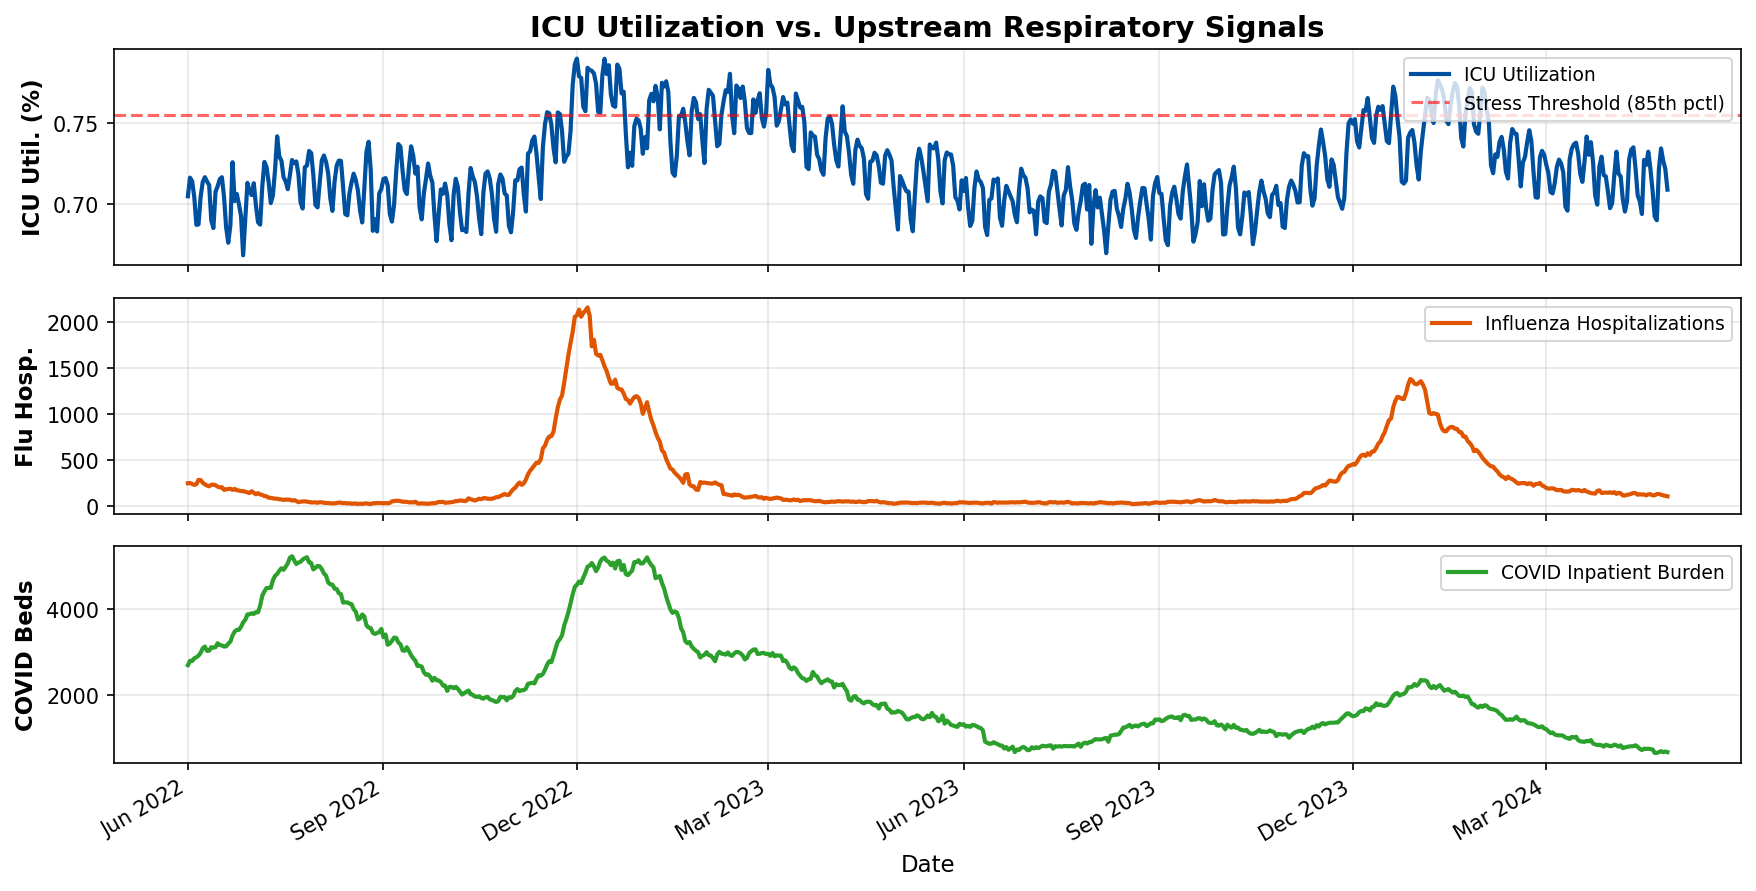 ICU Utilization vs. Upstream Respiratory Signals
ICU Util. (%)
0.75
0.70
ICU Utilization
Stress Threshold (85th pctl)
Flu Hosp.
2000
1500
1000
500
0
Influenza Hospitalizations
COVID Beds
4000
2000
COVID Inpatient Burden
Jun 2022
Sep 2022
Dec 2022
Mar 2023
Jun 2023
Sep 2023
Dec 2023
Mar 2024
Date